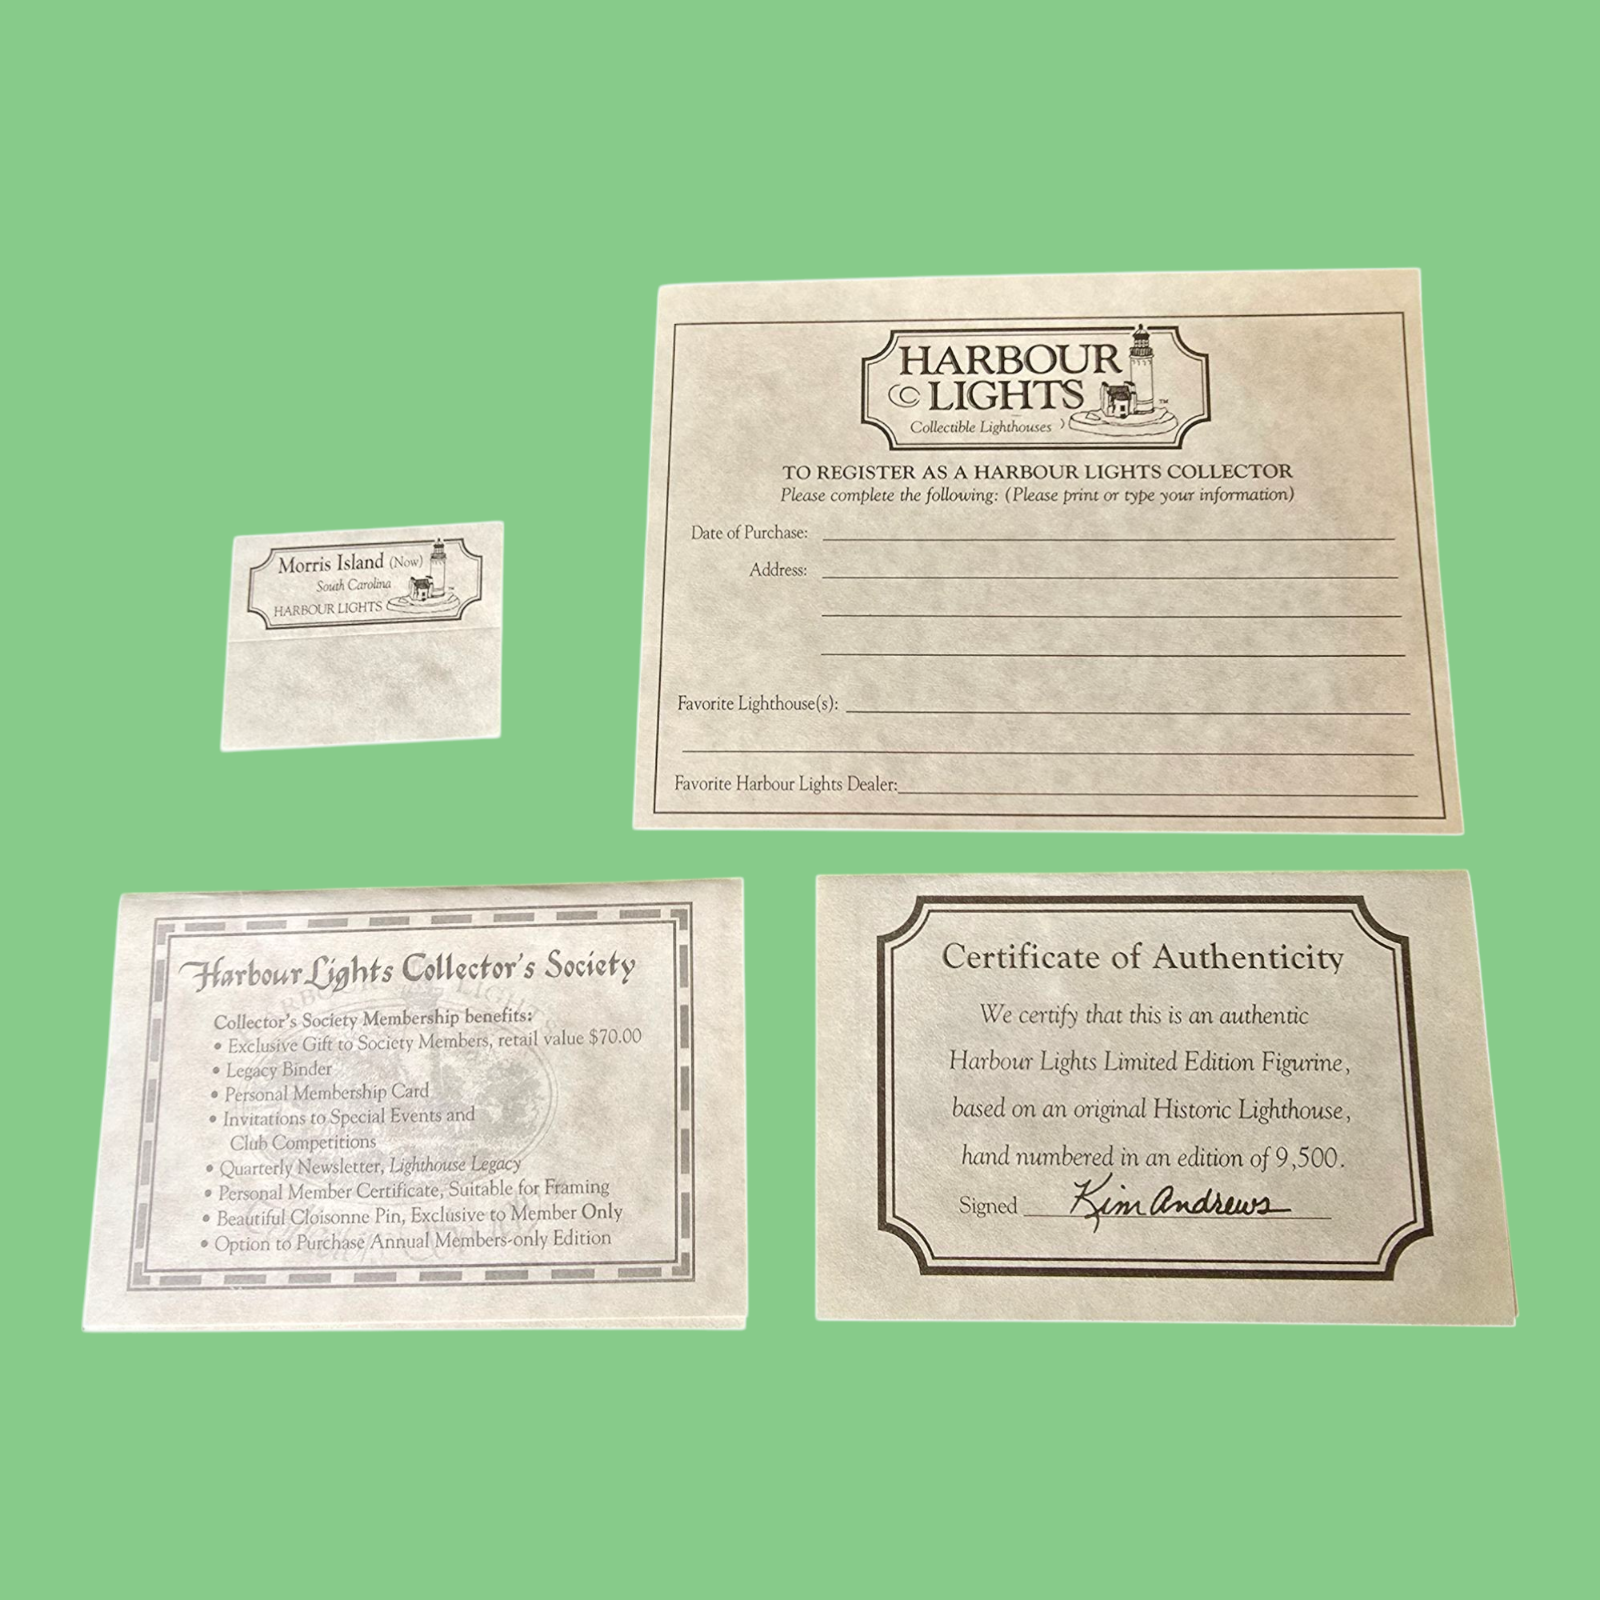 HARBOUR
LIGHTS
Collectible Lighthouses
TM
TO REGISTER AS A HARBOUR LIGHTS COLLECTOR
Please complete the following: (Please print or type your information)
Date of Purchase:
Address:
Favorite Lighthouse(s):
Favorite Harbour Lights Dealer:
Morris Island (Now)
South Carolina
HARBOUR LIGHTS
Harbour Lights Collector's Society
Collector's Society Membership benefits:
• Exclusive Gift to Society Members, retail value $70.00
• Legacy Binder
• Personal Membership Card
• Invitations to Special Events and
Club Competitions
• Quarterly Newsletter, Lighthouse Legacy
• Personal Member Certificate, Suitable for Framing
• Beautiful Cloisonne Pin, Exclusive to Member Only
• Option to Purchase Annual Members-only Edition
Certificate of Authenticity
We certify that this is an authentic
Harbour Lights Limited Edition Figurine,
based on an original Historic Lighthouse,
hand numbered in an edition of 9,500.
Signed Kim Andrews